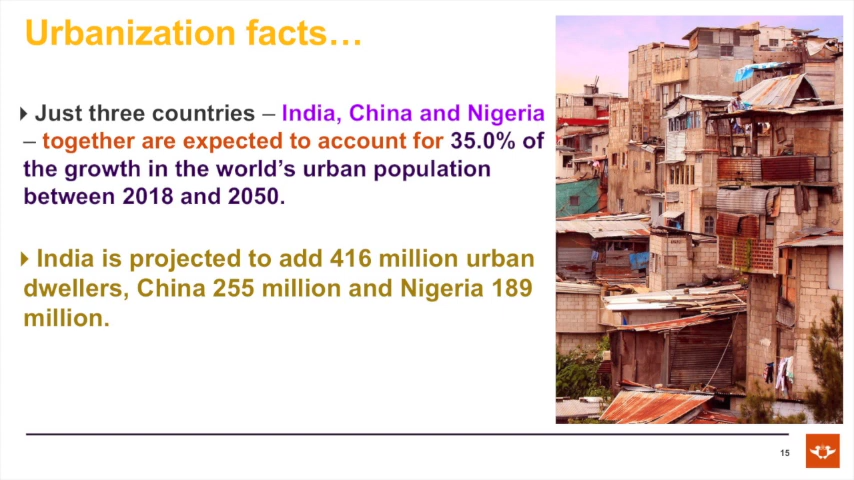 Urbanization facts…
Just three countries – India, China and Nigeria
– together are expected to account for 35.0% of
the growth in the world’s urban population
between 2018 and 2050.
India is projected to add 416 million urban
dwellers, China 255 million and Nigeria 189
million.
15